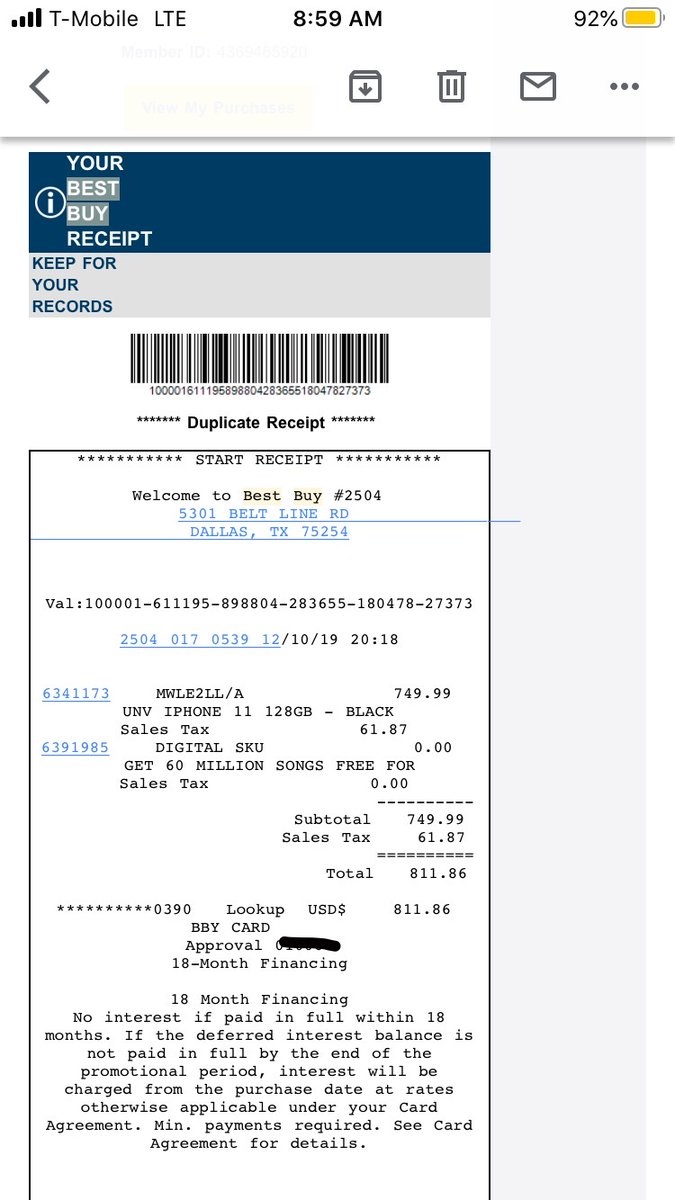 T-Mobile LTE 8:59 AM 92%
Member ID: 4369465920
View My Purchases
YOUR
BEST
BUY
RECEIPT
KEEP FOR
YOUR
RECORDS
1000016111958988042836551804782​7373
******* Duplicate Receipt *******
*********** START RECEIPT ***********
Welcome to Best Buy #2504
5301 BELT LINE RD
DALLAS, TX 75254
Val:100001-611195-898804-283655-180478-27373
2504 017 0539 12/10/19 20:18
6341173 MWLE2LL/A 749.99
UNV IPHONE 11 128GB - BLACK
Sales Tax 61.87
6391985 DIGITAL SKU 0.00
GET 60 MILLION SONGS FREE FOR
Sales Tax 0.00
----------
Subtotal 749.99
Sales Tax 61.87
==========
Total 811.86
**********0390 Lookup USD$ 811.86
BBY CARD
Approval
18-Month Financing
18 Month Financing
No interest if paid in full within 18
months. If the deferred interest balance is
not paid in full by the end of the
promotional period, interest will be
charged from the purchase date at rates
otherwise applicable under your Card
Agreement. Min. payments required. See Card
Agreement for details.